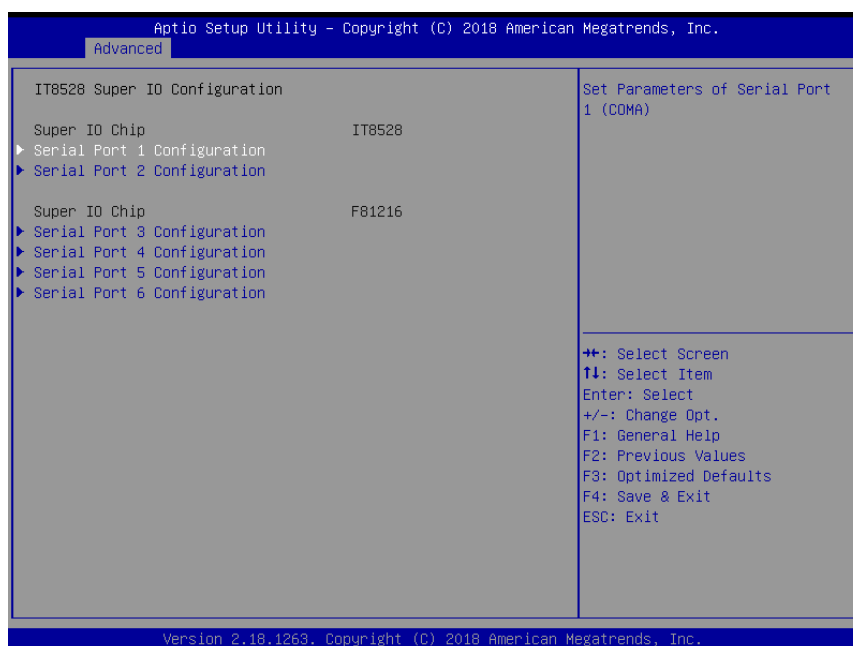 Aptio Setup Utility – Copyright (C) 2018 American Megatrends, Inc.
Advanced
IT8528 Super IO Configuration
Super IO Chip IT8528
▶ Serial Port 1 Configuration
▶ Serial Port 2 Configuration
Super IO Chip F81216
▶ Serial Port 3 Configuration
▶ Serial Port 4 Configuration
▶ Serial Port 5 Configuration
▶ Serial Port 6 Configuration
Set Parameters of Serial Port
1 (COMA)
→←: Select Screen
↑↓: Select Item
Enter: Select
+/-: Change Opt.
F1: General Help
F2: Previous Values
F3: Optimized Defaults
F4: Save & Exit
ESC: Exit
Version 2.18.1263. Copyright (C) 2018 American Megatrends, Inc.